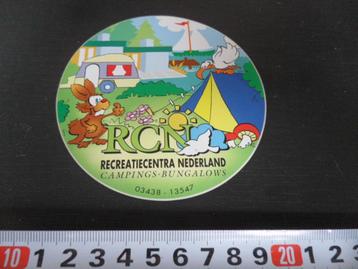 RCN
RECREATIECENTRA NEDERLAND
CAMPINGS-BUNGALOWS
03438 - 13547
10 1 2 3 4 5 6 7 8 9 20 1 2